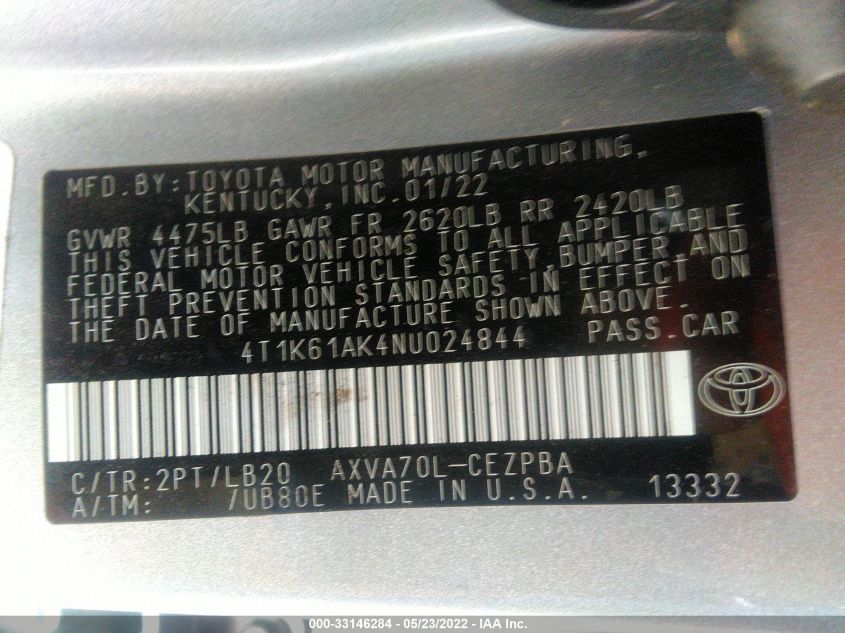 MFD. BY: TOYOTA MOTOR MANUFACTURING,
KENTUCKY, INC. 01/22
GVWR 4475LB GAWR FR 2620LB RR 2420LB
THIS VEHICLE CONFORMS TO ALL APPLICABLE
FEDERAL MOTOR VEHICLE SAFETY, BUMPER, AND
THEFT PREVENTION STANDARDS IN EFFECT ON
THE DATE OF MANUFACTURE SHOWN ABOVE.
4T1K61AK4NU024844 PASS. CAR
C/TR: 2PT/LB20 AXVA70L-CEZPBA
A/TM: /UB80E MADE IN U.S.A. 13332
000-33146284 - 05/23/2022 - IAA Inc.